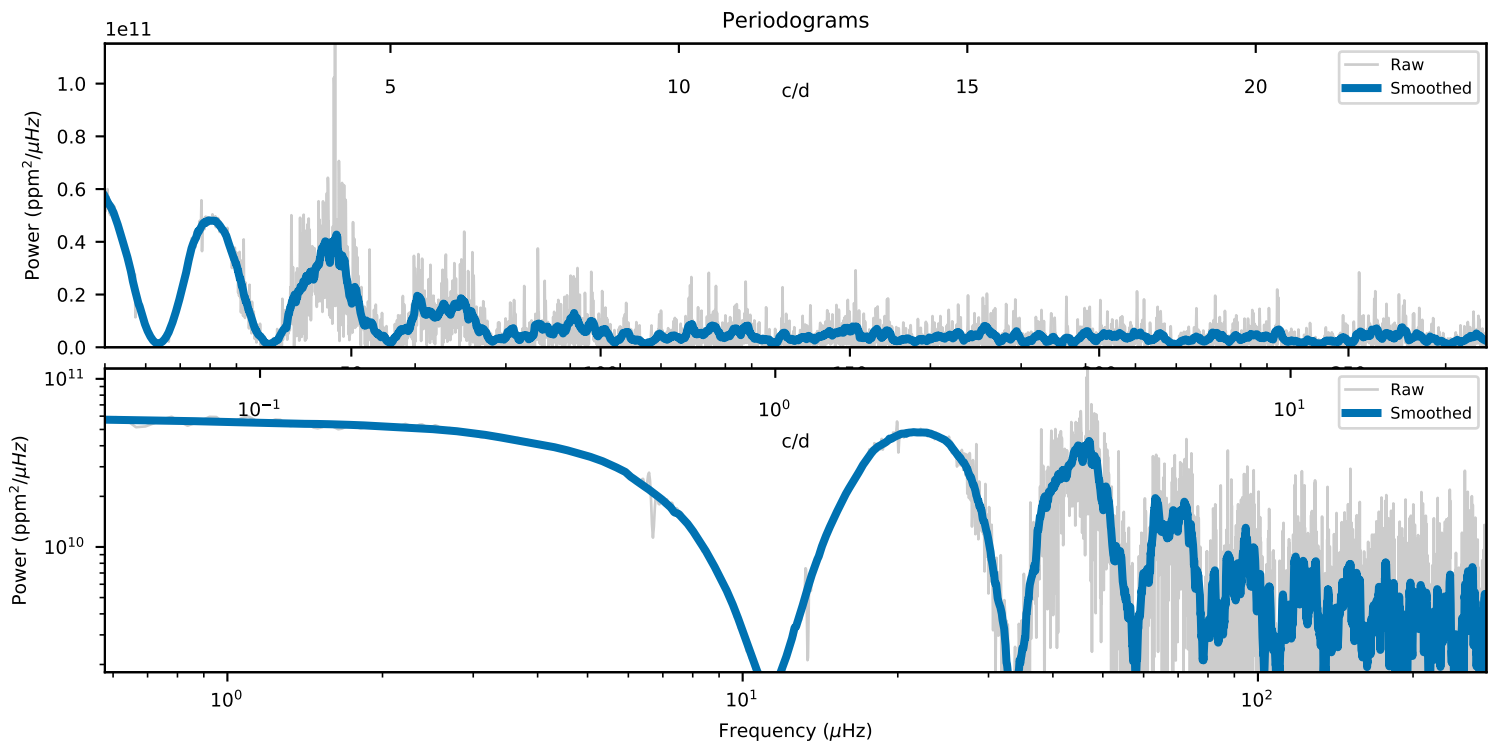 Periodograms
1e11
Power (ppm²/μHz)
1.0
0.8
0.6
0.4
0.2
0.0
5
10
15
20
c/d
Raw
Smoothed
Power (ppm²/μHz)
10¹¹
10¹⁰
10⁻¹
10⁰
10¹
c/d
Raw
Smoothed
10⁰
10¹
10²
Frequency (μHz)